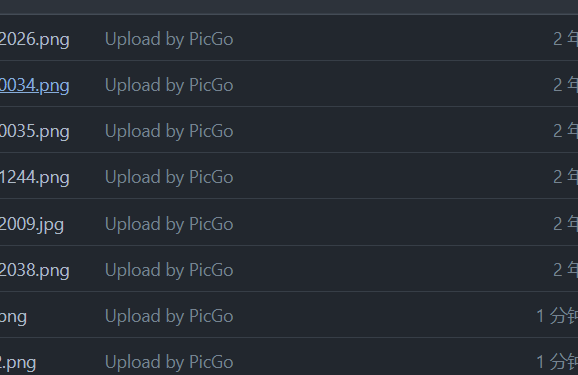 2026.png Upload by PicGo 2 年
0034.png Upload by PicGo 2 年
0035.png Upload by PicGo 2 年
1244.png Upload by PicGo 2 年
2009.jpg Upload by PicGo 2 年
2038.png Upload by PicGo 2 年
png Upload by PicGo 1 分钟
2.png Upload by PicGo 1 分钟